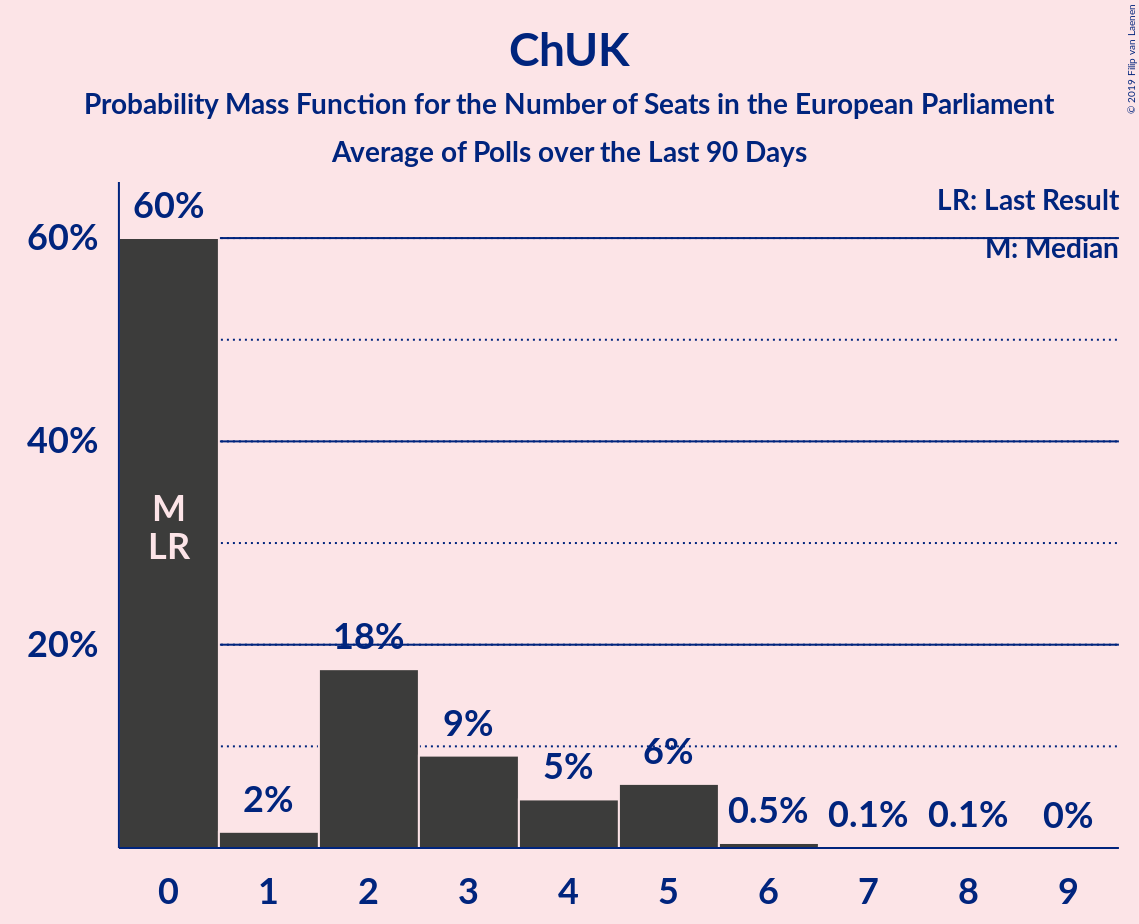 ChUK
Probability Mass Function for the Number of Seats in the European Parliament
Average of Polls over the Last 90 Days
© 2019 Filip van Laenen
LR: Last Result
M: Median
60%
40%
20%
60%
2%
18%
9%
5%
6%
0.5%
0.1%
0.1%
0%
M
LR
0 1 2 3 4 5 6 7 8 9